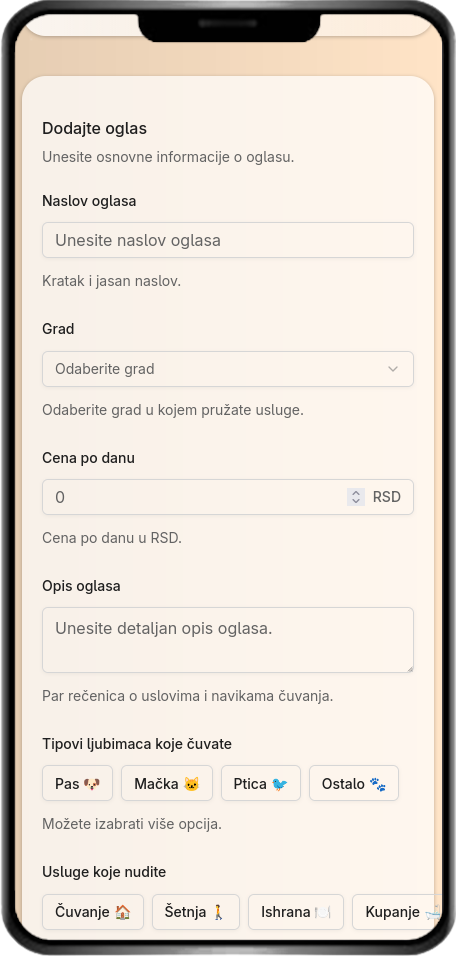 Dodajte oglas
Unesite osnovne informacije o oglasu.
Naslov oglasa
Unesite naslov oglasa
Kratak i jasan naslov.
Grad
Odaberite grad
Odaberite grad u kojem pružate usluge.
Cena po danu
0 RSD
Cena po danu u RSD.
Opis oglasa
Unesite detaljan opis oglasa.
Par rečenica o uslovima i navikama čuvanja.
Tipovi ljubimaca koje čuvate
Pas 🐶 Mačka 🐱 Ptica 🐦 Ostalo 🐾
Možete izabrati više opcija.
Usluge koje nudite
Čuvanje 🏠 Šetnja 🚶 Ishrana 🍽️ Kupanje 🛁